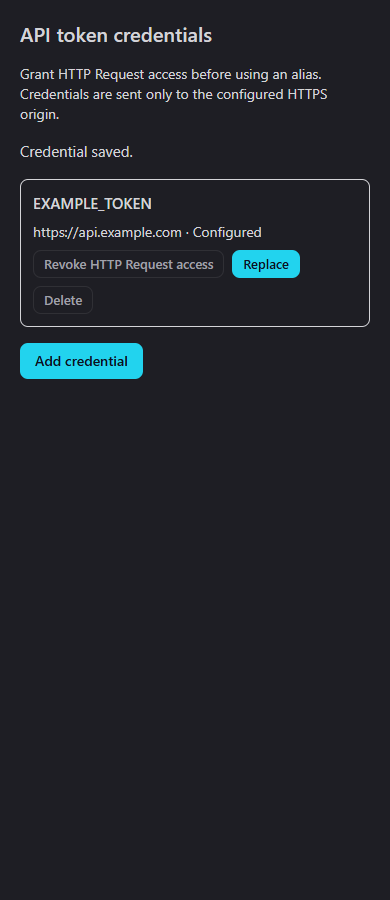 API token credentials
Grant HTTP Request access before using an alias.
Credentials are sent only to the configured HTTPS
origin.
Credential saved.
EXAMPLE_TOKEN
https://api.example.com · Configured
Revoke HTTP Request access
Replace
Delete
Add credential